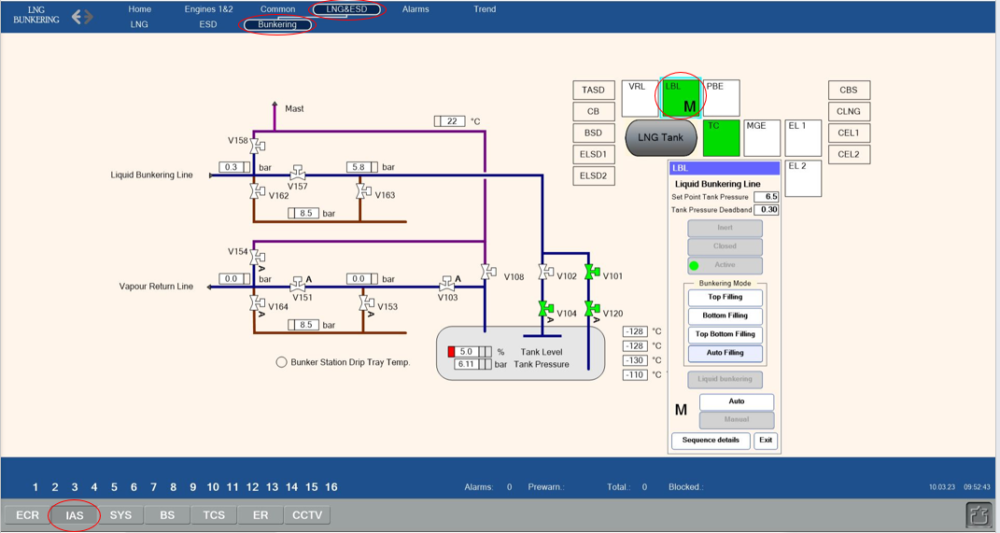 LNG BUNKERING
Home Engines 1&2 Common LNG&ESD Alarms Trend
LNG ESD Bunkering
Mast
22 °C
V158
0.3 bar
5.8 bar
Liquid Bunkering Line
V157
V162
V163
8.5 bar
V154
A
0.0 bar
0.0 bar
A
A
Vapour Return Line
V151
V103
V164
A
V153
A
8.5 bar
V108
V102
V101
V104
A
V120
A
5.0 % Tank Level
6.11 bar Tank Pressure
Bunker Station Drip Tray Temp.
-128 °C
-128 °C
-130 °C
-110 °C
TASD
CB
BSD
ELSD1
ELSD2
VRL LBL PBE
M
LNG Tank
TC MGE EL 1
EL 2
CBS
CLNG
CEL1
CEL2
LBL
Liquid Bunkering Line
Set Point Tank Pressure 6.5
Tank Pressure Deadband 0.30
Inert
Closed
Active
Bunkering Mode
Top Filling
Bottom Filling
Top Bottom Filling
Auto Filling
Liquid bunkering
M
Auto
Manual
Sequence details Exit
1 2 3 4 5 6 7 8 9 10 11 12 13 14 15 16
Alarms: 0 Prewarn.: Total.: 0 Blocked.:
10.03.23 09:52:43
ECR IAS SYS BS TCS ER CCTV